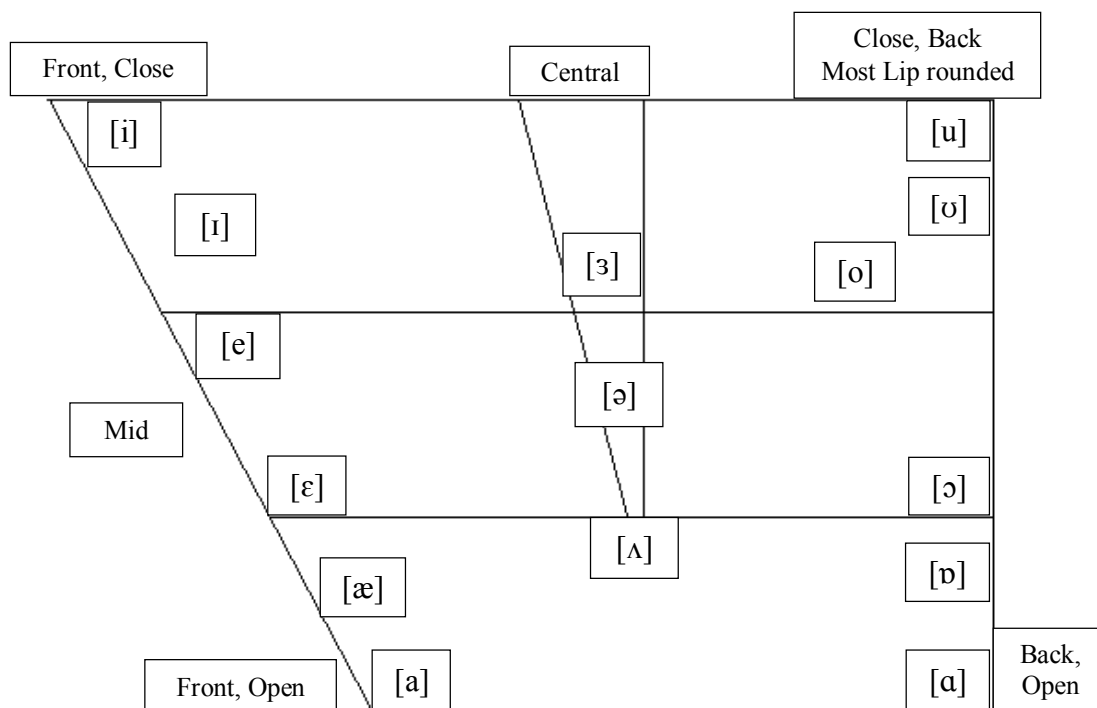 Close, Back
Most Lip rounded
Front, Close
Central
[i]
[u]
[ɪ]
[ʊ]
[ɜ]
[o]
[e]
[ə]
Mid
[ɛ]
[ɔ]
[ʌ]
[æ]
[ɒ]
Front, Open
[a]
[ɑ]
Back,
Open